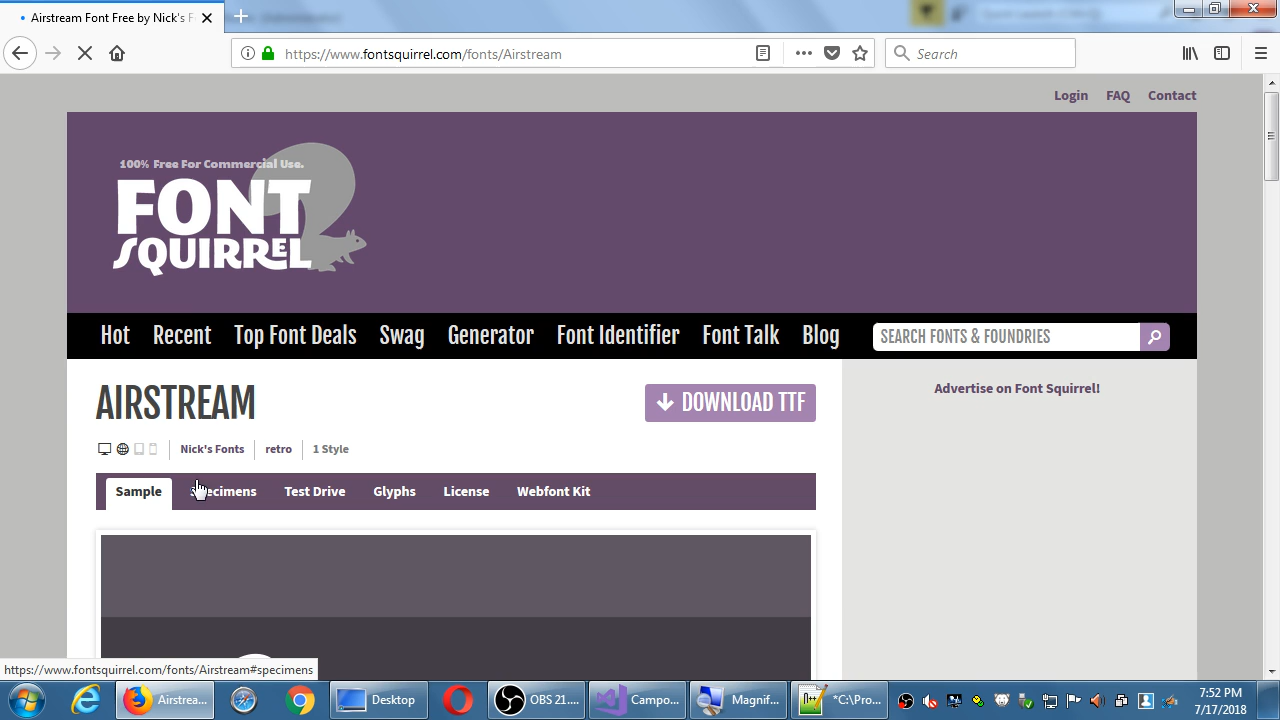 Airstream Font Free by Nick's F
https://www.fontsquirrel.com/fonts/Airstream
Search
Login FAQ Contact
100% Free For Commercial Use.
FONT
SQUIRREL
Hot Recent Top Font Deals Swag Generator Font Identifier Font Talk Blog SEARCH FONTS & FOUNDRIES
AIRSTREAM
DOWNLOAD TTF
Advertise on Font Squirrel!
Nick's Fonts retro 1 Style
Sample Specimens Test Drive Glyphs License Webfont Kit
https://www.fontsquirrel.com/fonts/Airstream#specimens
Airstrea... Desktop OBS 21.... Campo... Magnif... *C:\Pro...
7:52 PM
7/17/2018